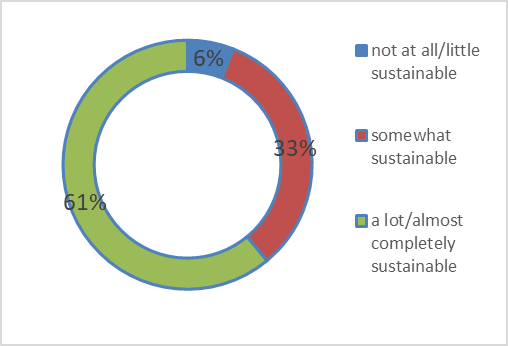 6%
33%
61%
not at all/little
sustainable
somewhat
sustainable
a lot/almost
completely
sustainable